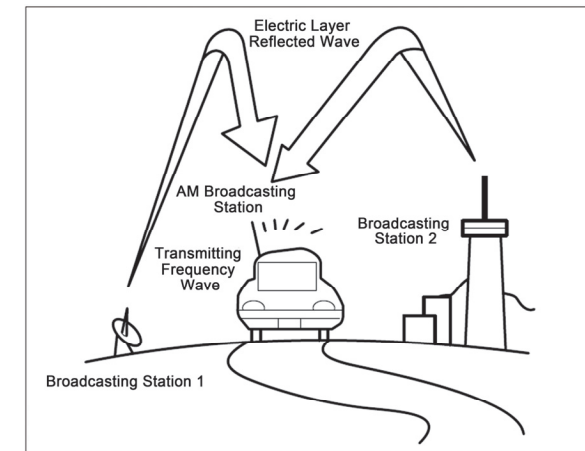 Electric Layer
Reflected Wave
AM Broadcasting
Station
Broadcasting
Station 2
Transmitting
Frequency
Wave
Broadcasting Station 1